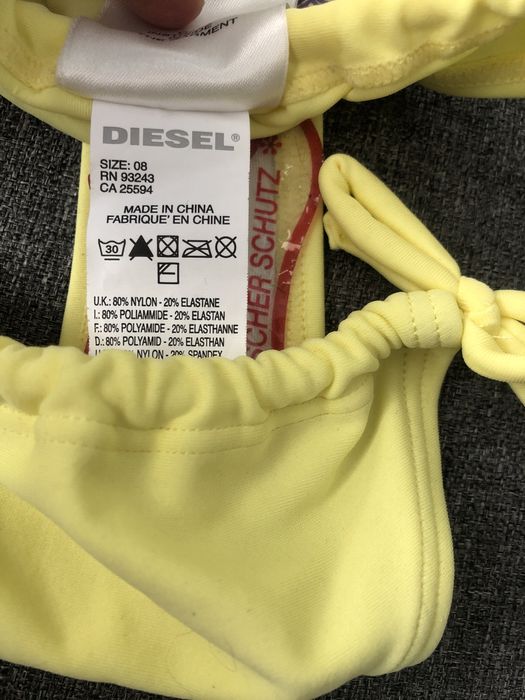 DIESEL®
SIZE: 08
RN 93243
CA 25594
MADE IN CHINA
FABRIQUE' EN CHINE
30
U.K: 80% NYLON - 20% ELASTANE
I.: 80% POLIAMMIDE - 20% ELASTAN
F.: 80% POLYAMIDE - 20% ELASTHANNE
D.: 80% POLYAMID - 20% ELASTHAN
NYLON - 20% SPANDEX
CHER SCHUTZ *